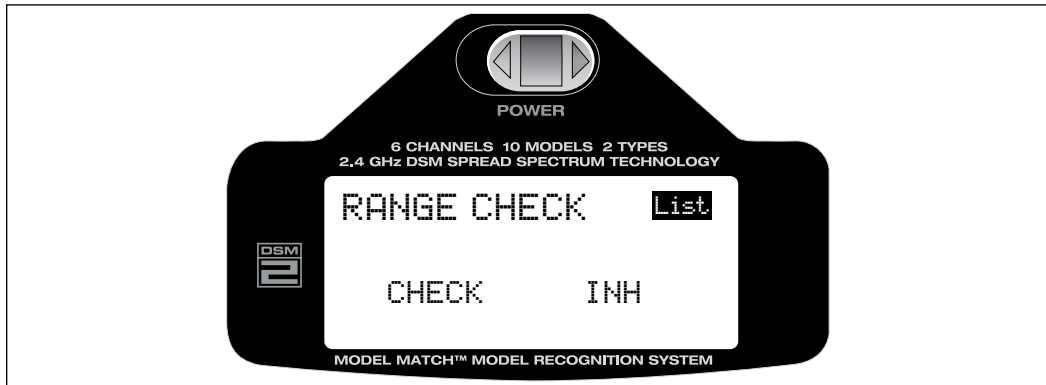 POWER
6 CHANNELS 10 MODELS 2 TYPES
2.4 GHz DSM SPREAD SPECTRUM TECHNOLOGY
RANGE CHECK List
DSM
2
CHECK INH
MODEL MATCH™ MODEL RECOGNITION SYSTEM